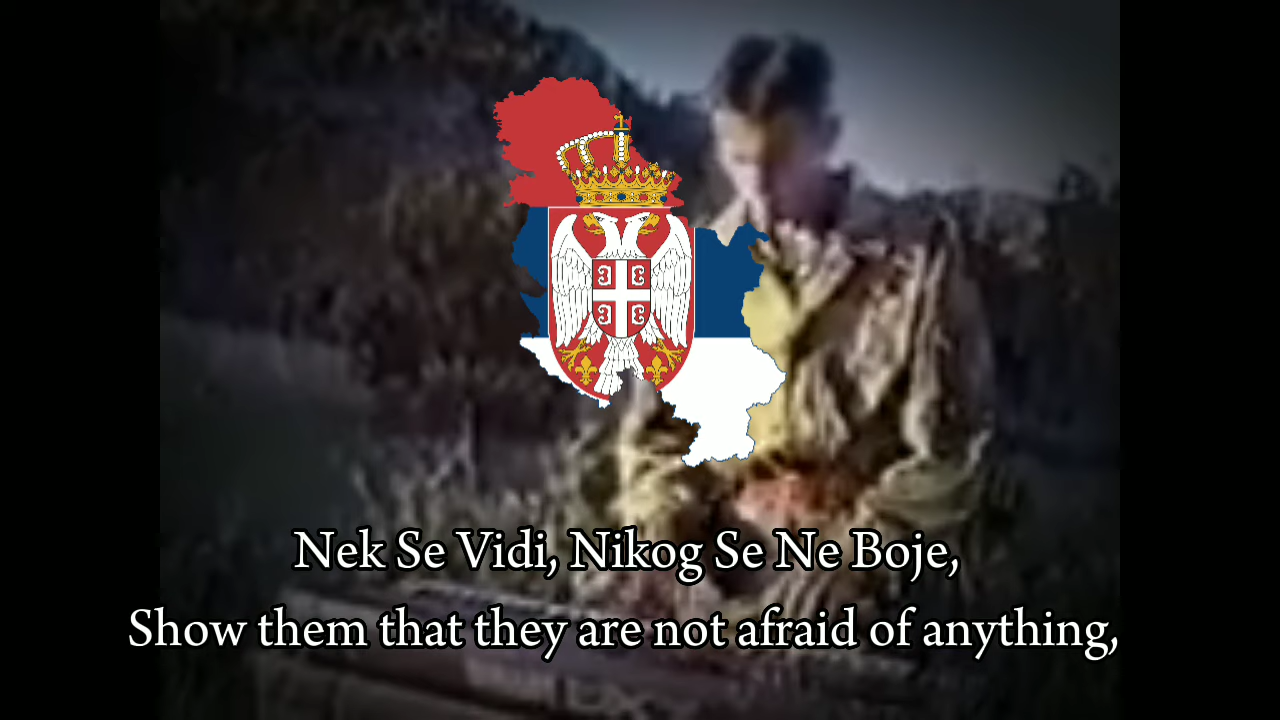 Nek Se Vidi, Nikog Se Ne Boje,
Show them that they are not afraid of anything,